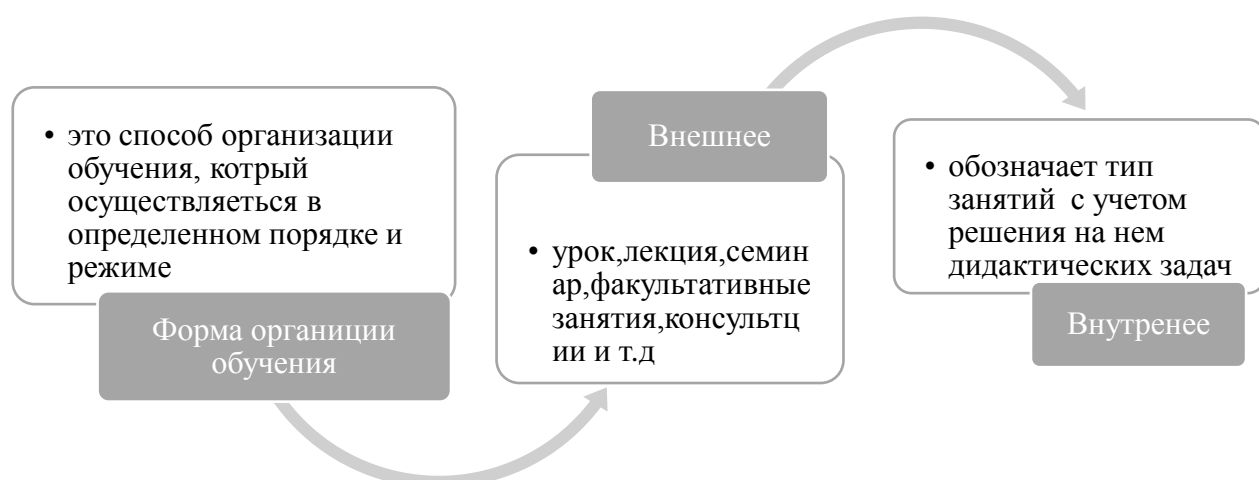 • это способ организации
обучения, котрый
осуществляеться в
определенном порядке и
режиме
Форма органиции
обучения
Внешнее
• урок,лекция,семин
ар,факультативные
занятия,консультц
ии и т.д
• обозначает тип
занятий с учетом
решения на нем
дидактических задач
Внутренее